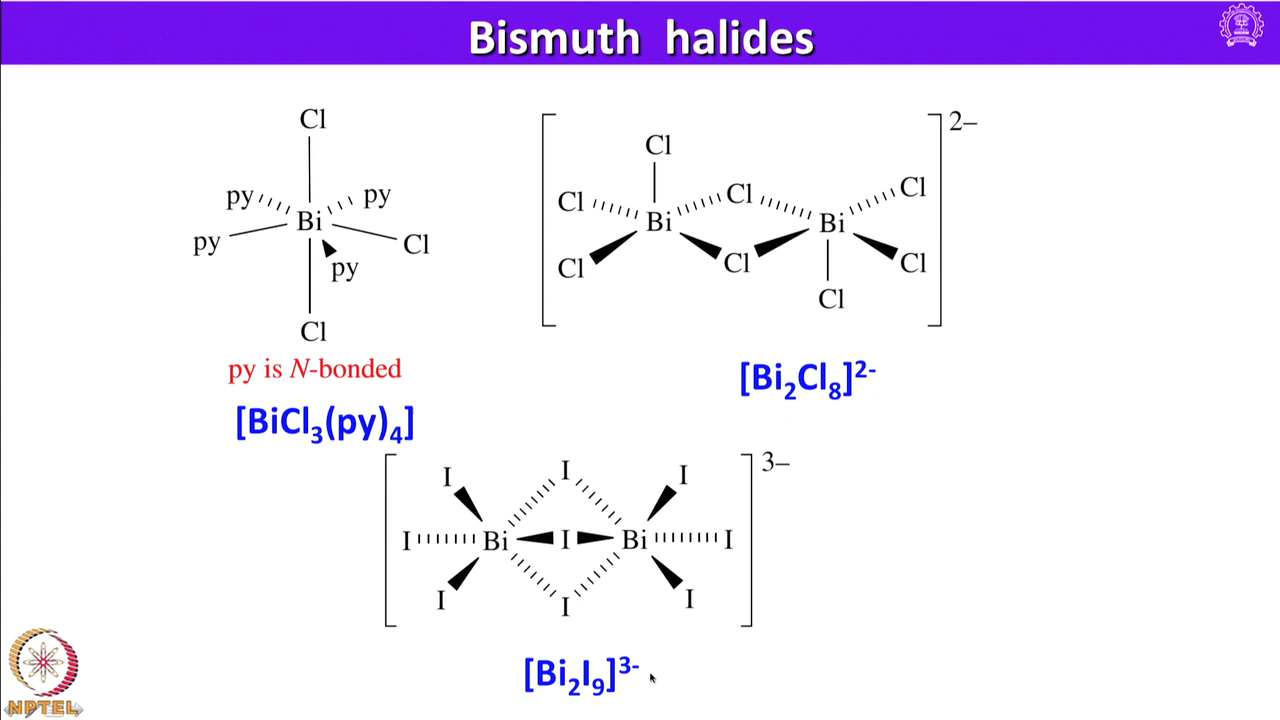 Bismuth halides
Cl
py py
Bi
py Cl
py
Cl
py is N-bonded
[BiCl₃(py)₄]
2–
Cl
Cl Cl Cl
Bi Bi
Cl Cl Cl
Cl
[Bi₂Cl₈]²⁻
3–
I I I
I Bi I Bi I
I I I
[Bi₂I₉]³⁻
NPTEL